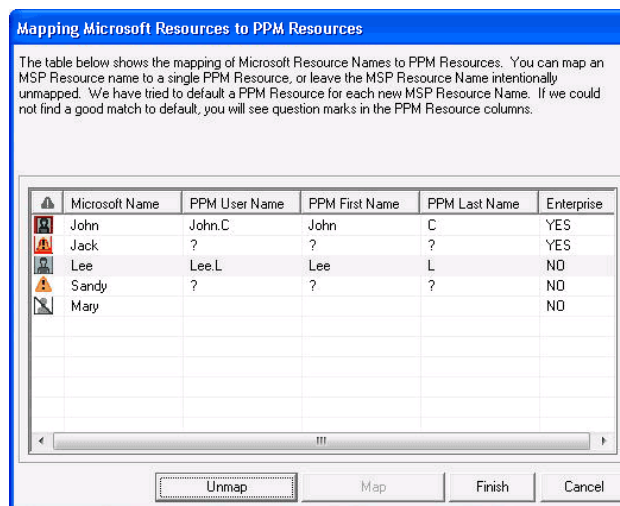 Mapping Microsoft Resources to PPM Resources
The table below shows the mapping of Microsoft Resource Names to PPM Resources.  You can map an
MSP Resource name to a single PPM Resource, or leave the MSP Resource Name intentionally
unmapped.  We have tried to default a PPM Resource for each new MSP Resource Name.  If we could
not find a good match to default, you will see question marks in the PPM Resource columns.
Microsoft Name PPM User Name PPM First Name PPM Last Name Enterprise
John John.C John C YES
Jack ? ? ? YES
Lee Lee.L Lee L NO
Sandy ? ? ? NO
Mary NO
Unmap Map Finish Cancel